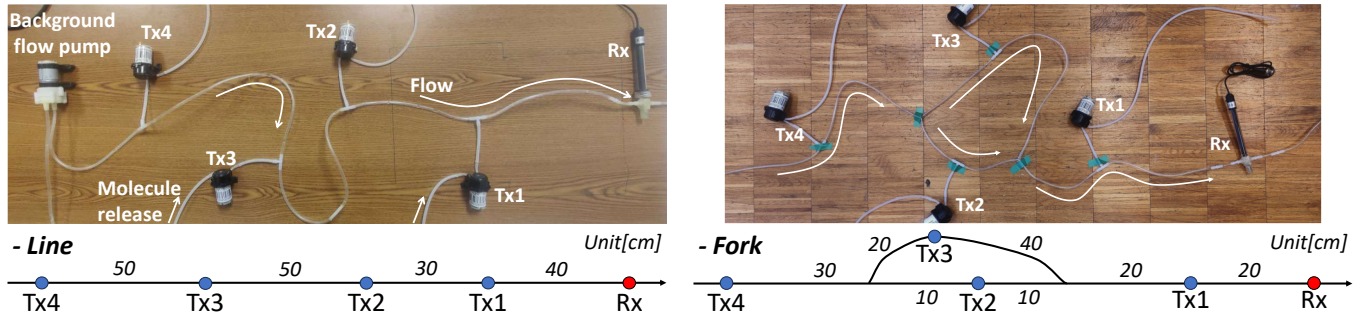 Background
flow pump
Tx4
Tx2
Rx
Flow
Tx3
Molecule
release
Tx1
- Line
Unit[cm]
50
50
30
40
Tx4
Tx3
Tx2
Tx1
Rx
Tx3
Tx1
Tx4
Rx
Tx2
- Fork
Unit[cm]
20
40
Tx3
30
20
20
10
10
Tx4
Tx2
Tx1
Rx